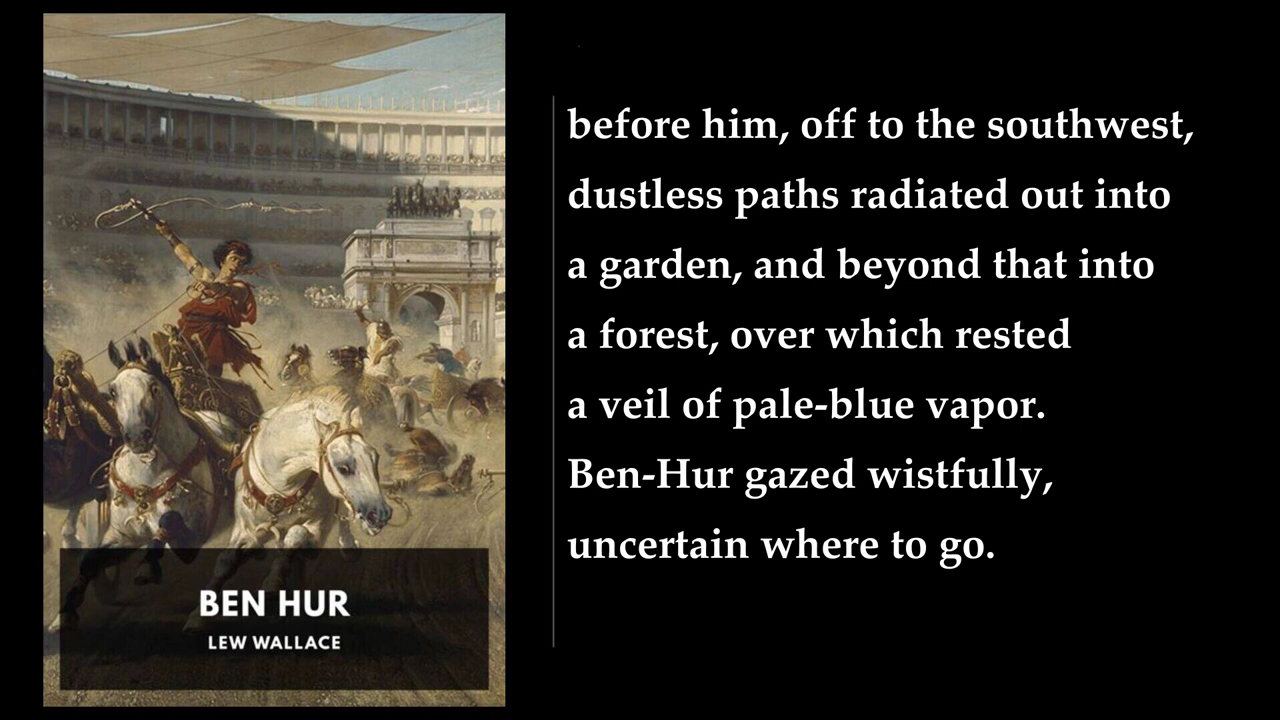 BEN HUR
LEW WALLACE
before him, off to the southwest,
dustless paths radiated out into
a garden, and beyond that into
a forest, over which rested
a veil of pale-blue vapor.
Ben-Hur gazed wistfully,
uncertain where to go.